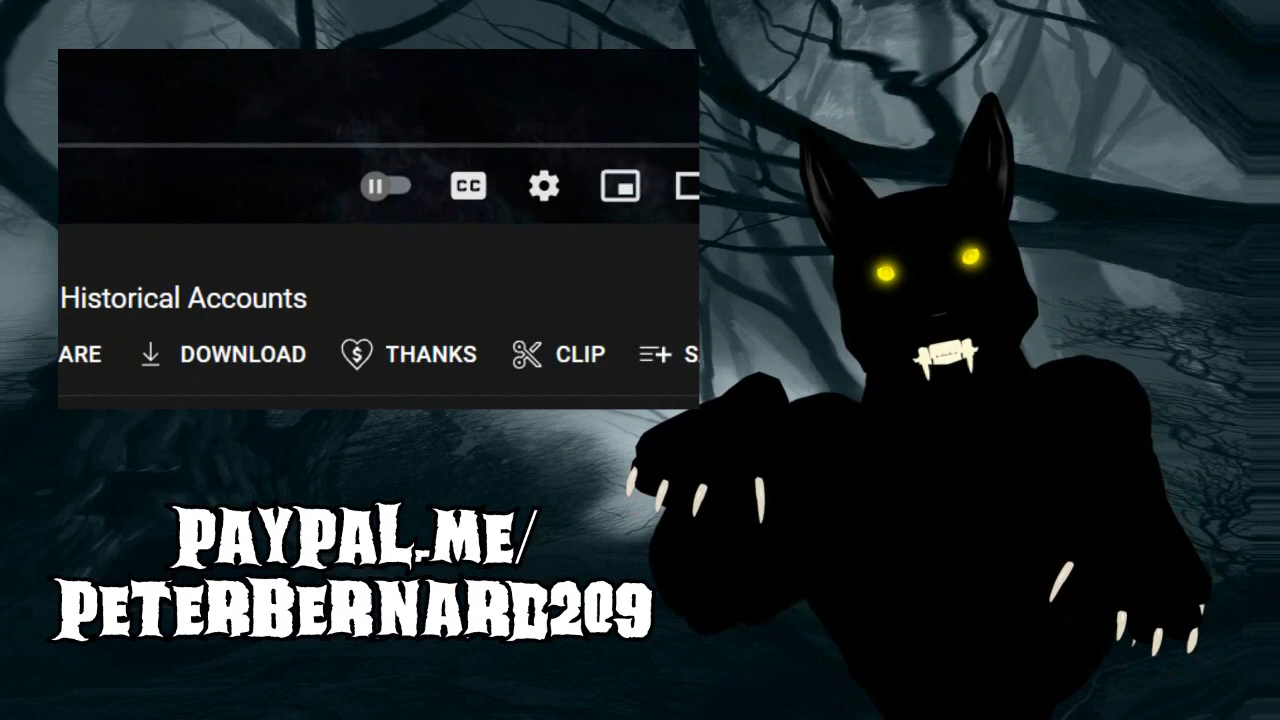 CC
Historical Accounts
ARE DOWNLOAD THANKS CLIP S
PAYPAL.ME/
PETERBERNARD209